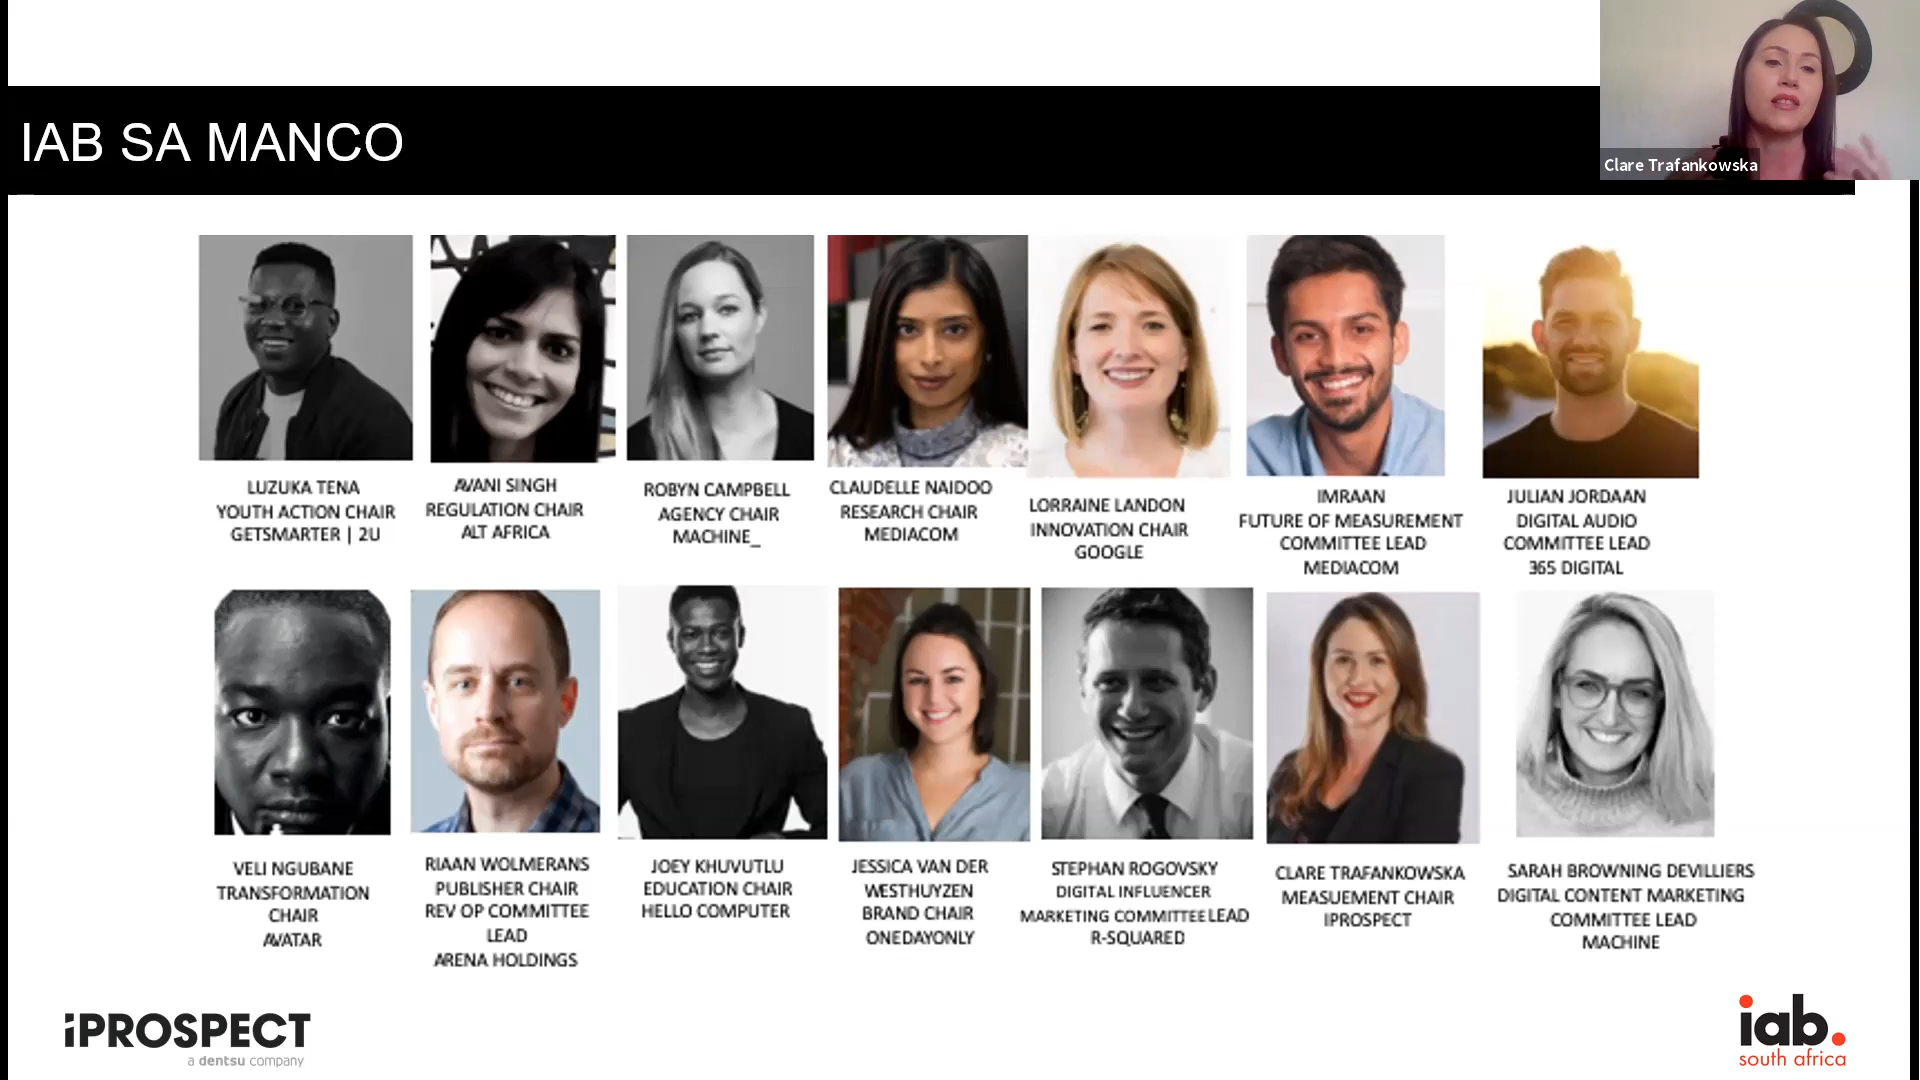 IAB SA MANCO
Clare Trafankowska
LUZUKA TENA
YOUTH ACTION CHAIR
GETSMARTER | 2U
AVANI SINGH
REGULATION CHAIR
ALT AFRICA
ROBYN CAMPBELL
AGENCY CHAIR
MACHINE_
CLAUDELLE NAIDOO
RESEARCH CHAIR
MEDIACOM
LORRAINE LANDON
INNOVATION CHAIR
GOOGLE
IMRAAN
FUTURE OF MEASUREMENT
COMMITTEE LEAD
MEDIACOM
JULIAN JORDAAN
DIGITAL AUDIO
COMMITTEE LEAD
365 DIGITAL
VELI NGUBANE
TRANSFORMATION
CHAIR
AVATAR
RIAAN WOLMERANS
PUBLISHER CHAIR
REV OP COMMITTEE
LEAD
ARENA HOLDINGS
JOEY KHUVUTLU
EDUCATION CHAIR
HELLO COMPUTER
JESSICA VAN DER
WESTHUYZEN
BRAND CHAIR
ONEDAYONLY
STEPHAN ROGOVSKY
DIGITAL INFLUENCER
MARKETING COMMITTEE LEAD
R-SQUARED
CLARE TRAFANKOWSKA
MEASUEMENT CHAIR
IPROSPECT
SARAH BROWNING DEVILLIERS
DIGITAL CONTENT MARKETING
COMMITTEE LEAD
MACHINE
iPROSPECT
a dentsu company
iab.
south africa